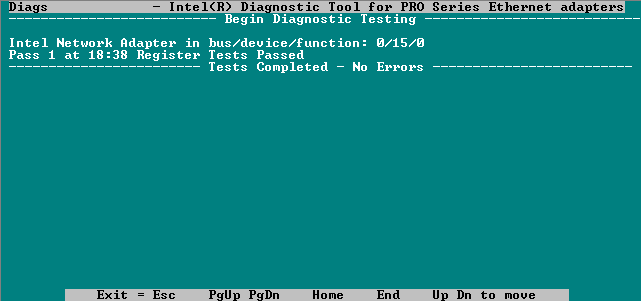 Diags - Intel(R) Diagnostic Tool for PRO Series Ethernet adapters
------------------------- Begin Diagnostic Testing -------------------------
Intel Network Adapter in bus/device/function: 0/15/0
Pass 1 at 18:38 Register Tests Passed
------------------------ Tests Completed - No Errors -------------------------
Exit = Esc PgUp PgDn Home End Up Dn to move